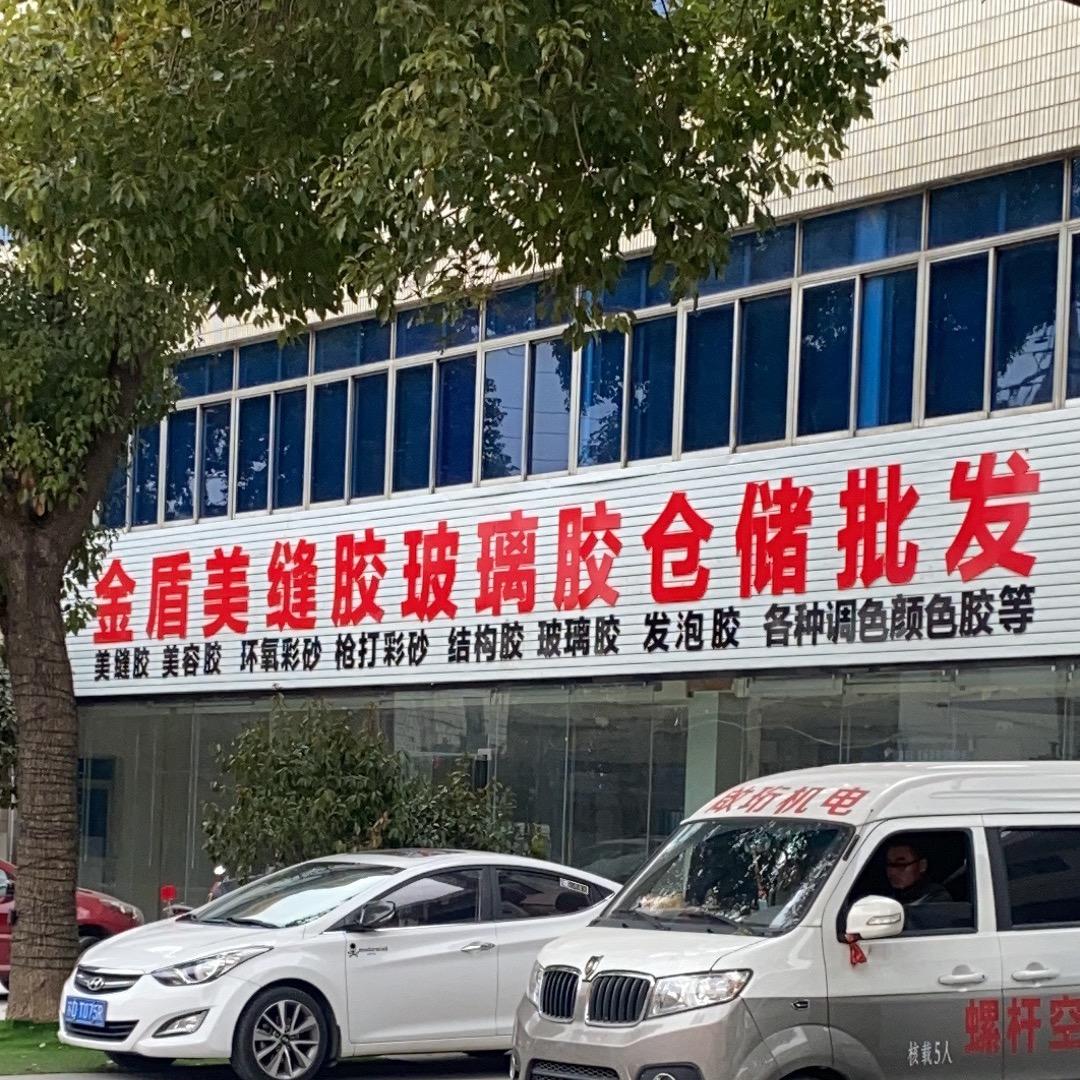 金盾美缝胶玻璃胶仓储批发
美缝胶 美容胶 环氧彩砂 枪打彩砂 结构胶 玻璃胶 发泡胶 各种调色颜色胶等
机电
螺杆空
核载5人